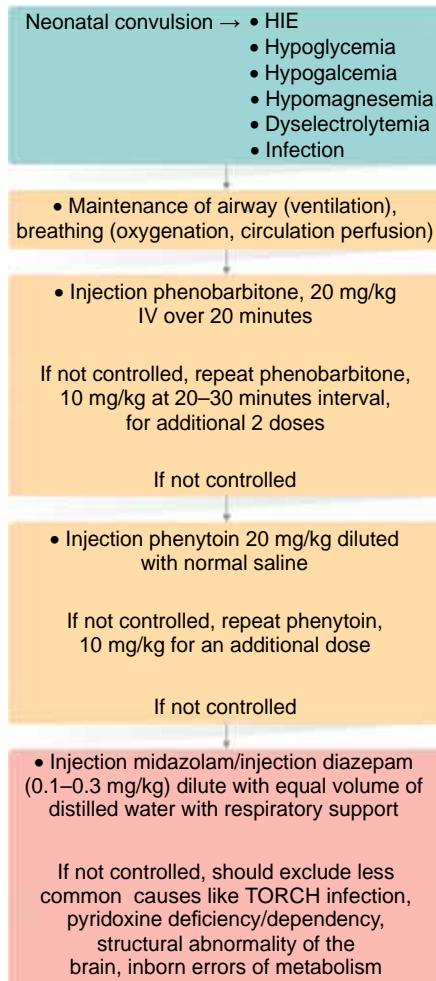 Neonatal convulsion → • HIE
• Hypoglycemia
• Hypogalcemia
• Hypomagnesemia
• Dyselectrolytemia
• Infection
• Maintenance of airway (ventilation),
breathing (oxygenation, circulation perfusion)
• Injection phenobarbitone, 20 mg/kg
IV over 20 minutes
If not controlled, repeat phenobarbitone,
10 mg/kg at 20–30 minutes interval,
for additional 2 doses
If not controlled
• Injection phenytoin 20 mg/kg diluted
with normal saline
If not controlled, repeat phenytoin,
10 mg/kg for an additional dose
If not controlled
• Injection midazolam/injection diazepam
(0.1–0.3 mg/kg) dilute with equal volume of
distilled water with respiratory support
If not controlled, should exclude less
common causes like TORCH infection,
pyridoxine deficiency/dependency,
structural abnormality of the
brain, inborn errors of metabolism